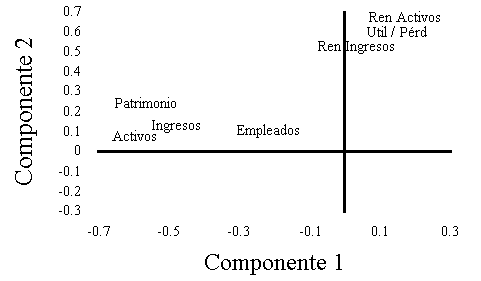 0.7
Ren Activos
0.6
Util / Pérd
0.5
Ren Ingresos
0.4
0.3
0.2
Patrimonio
0.1
Ingresos
Empleados
Activos
0
-0.1
-0.2
-0.3
Componente 2
-0.7 -0.5 -0.3 -0.1 0.1 0.3
Componente 1